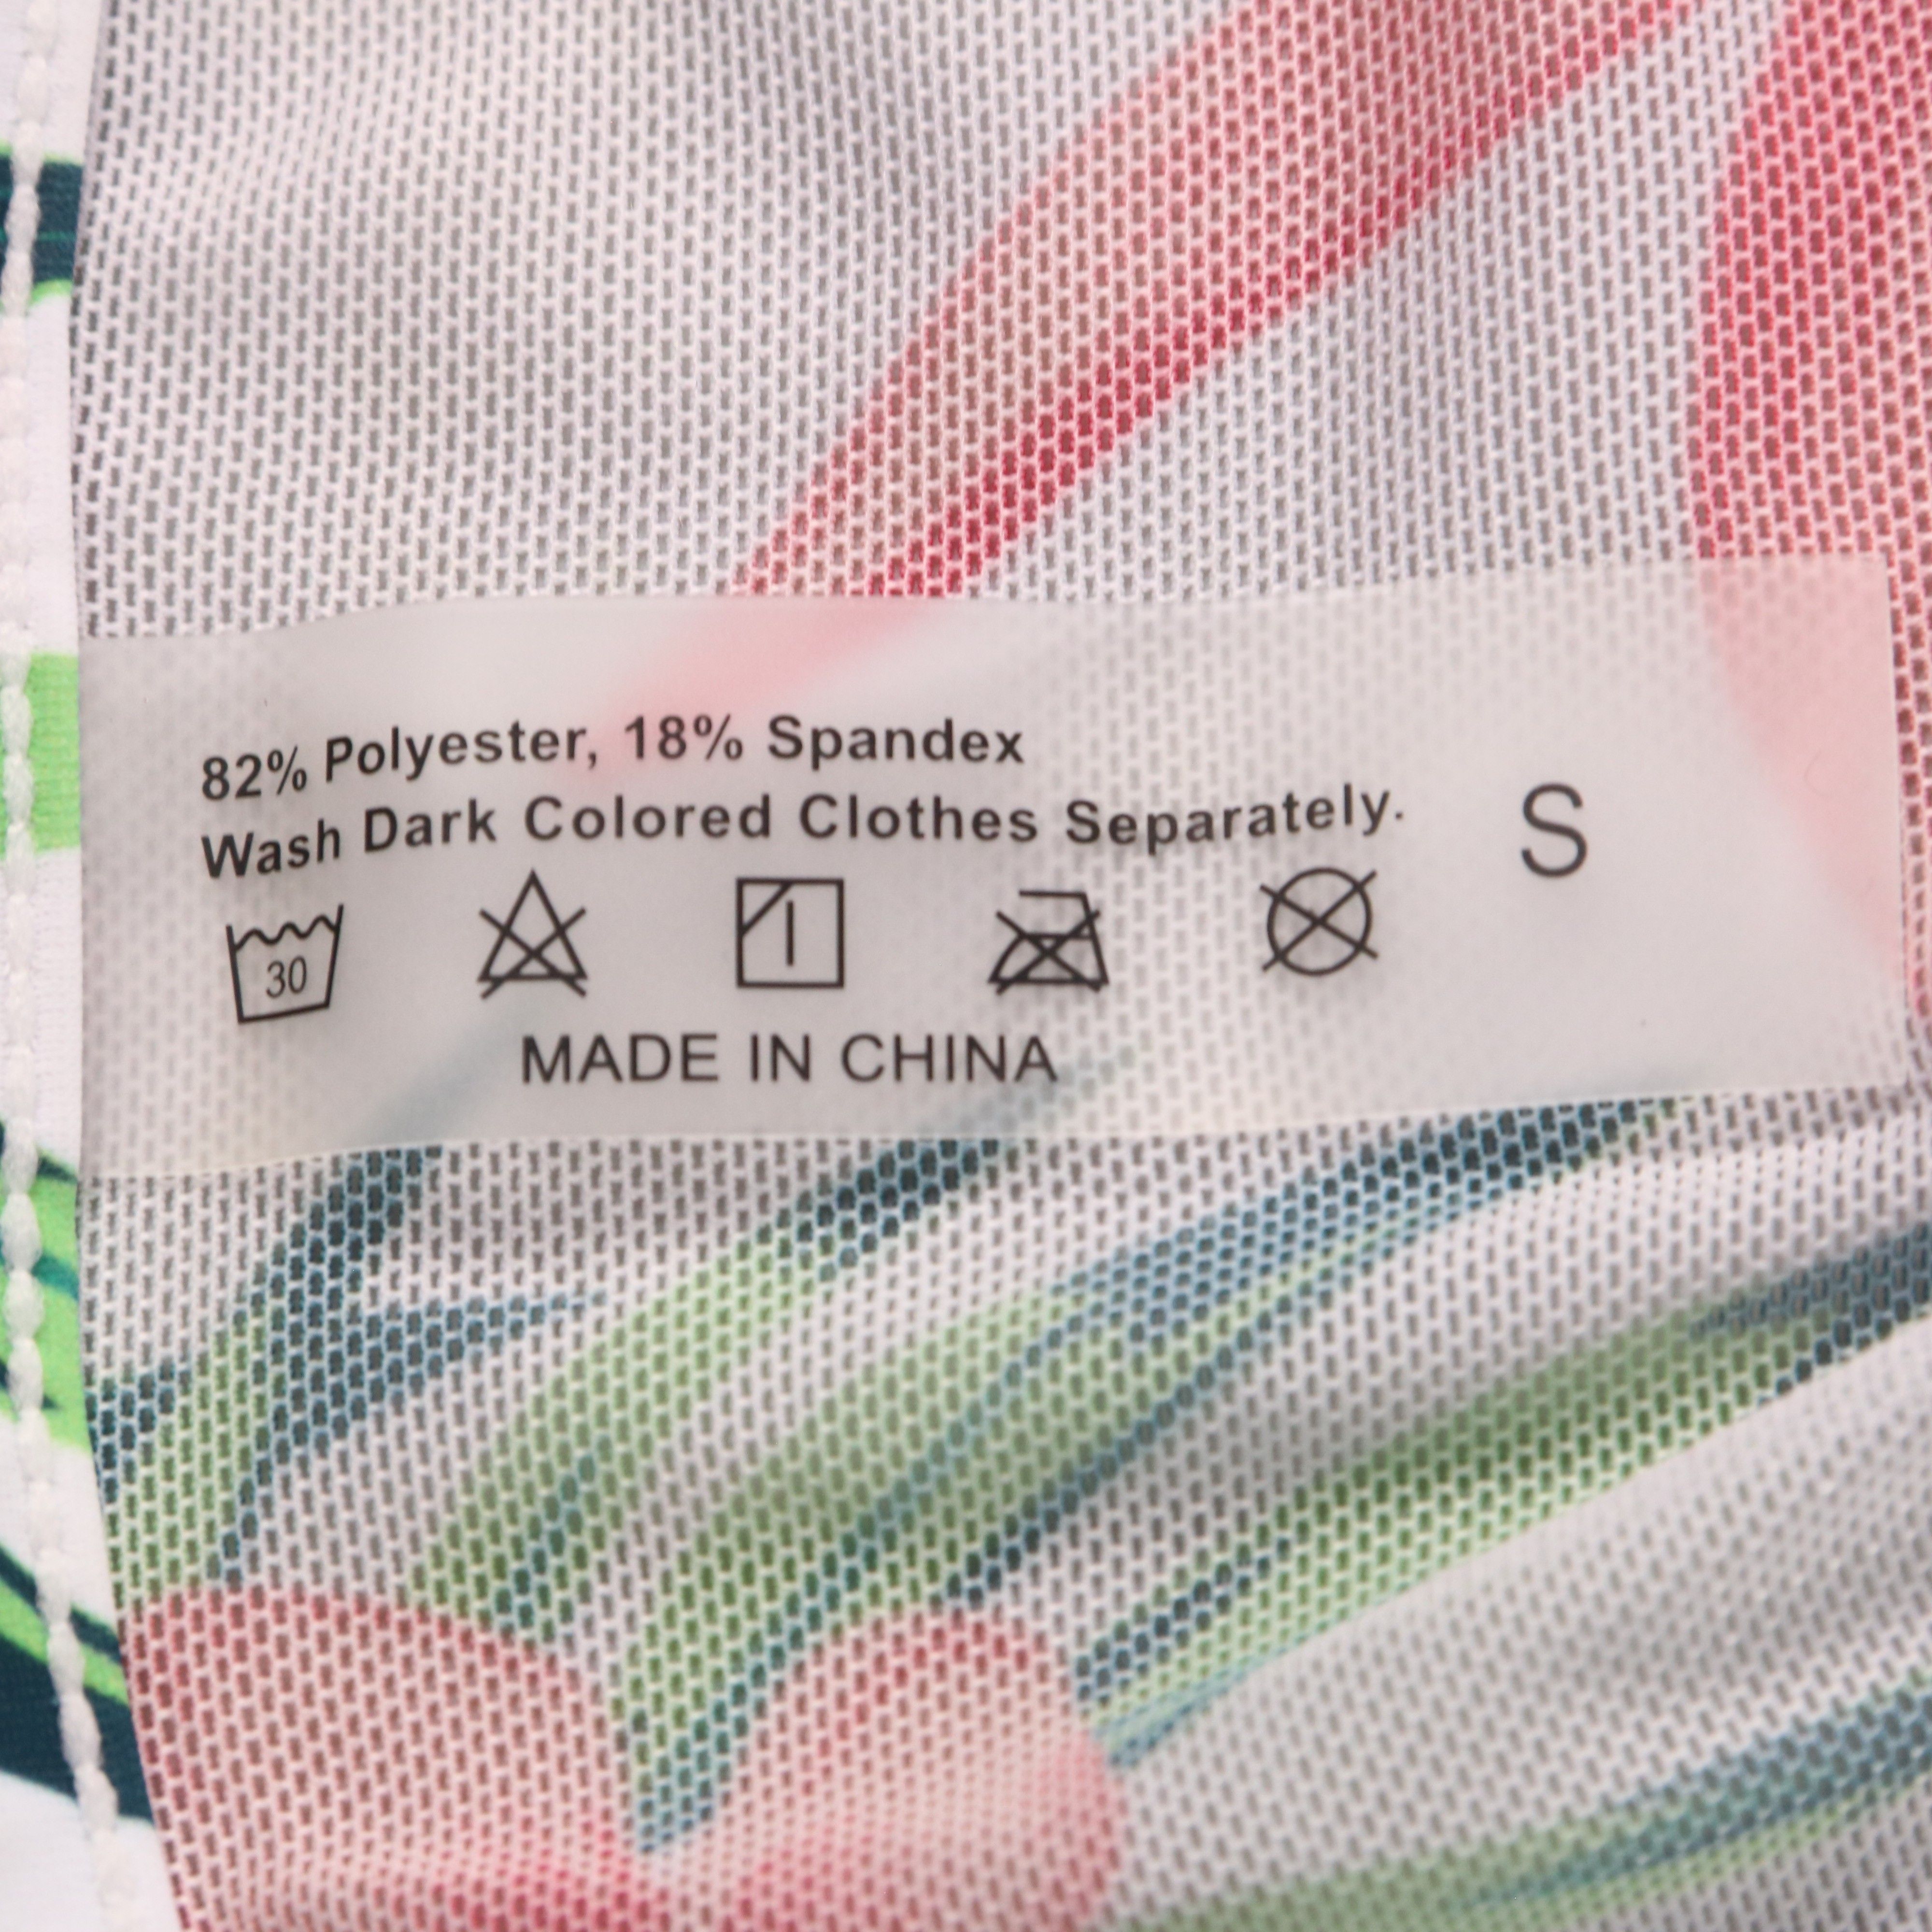 82% Polyester, 18% Spandex
Wash Dark Colored Clothes Separately.
S
30
MADE IN CHINA